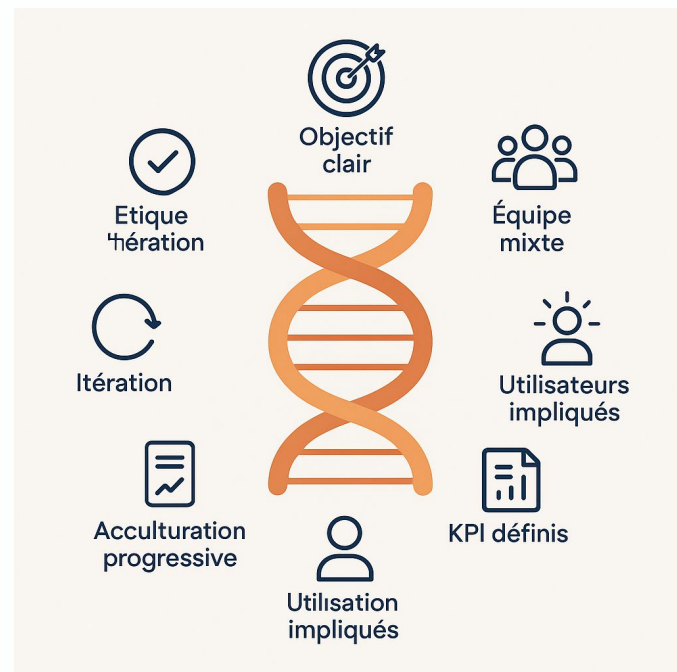 Objectif
clair
Équipe
mixte
Utilisateurs
impliqués
KPI définis
Utilisation
impliqués
Acculturation
progressive
Itération
Etique